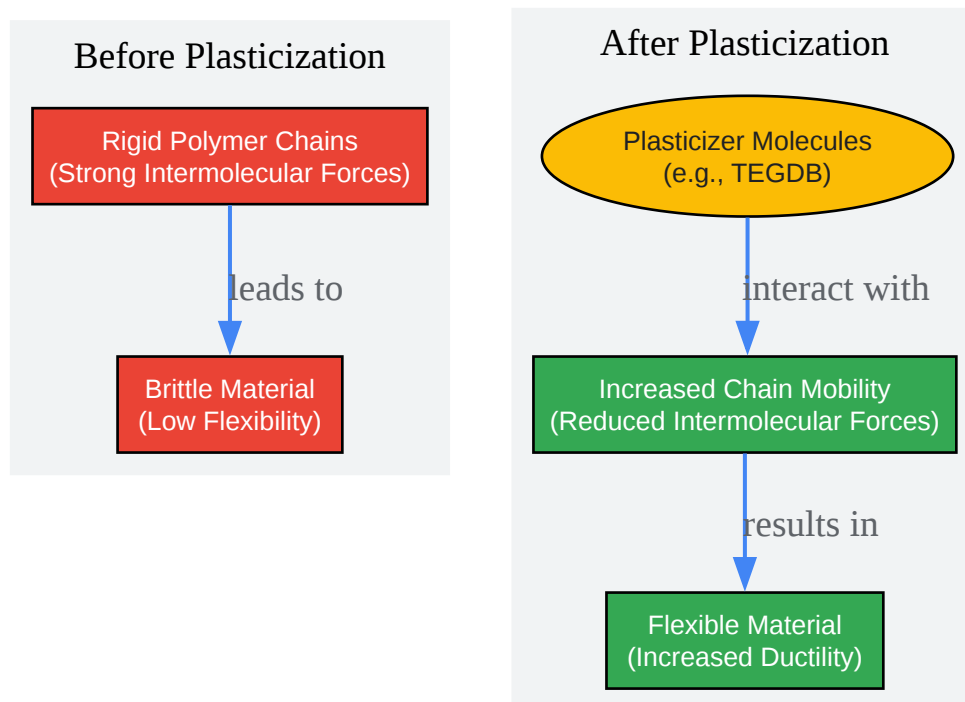 Before Plasticization
Rigid Polymer Chains
(Strong Intermolecular Forces)
leads to
Brittle Material
(Low Flexibility)
After Plasticization
Plasticizer Molecules
(e.g., TEGDB)
interact with
Increased Chain Mobility
(Reduced Intermolecular Forces)
results in
Flexible Material
(Increased Ductility)